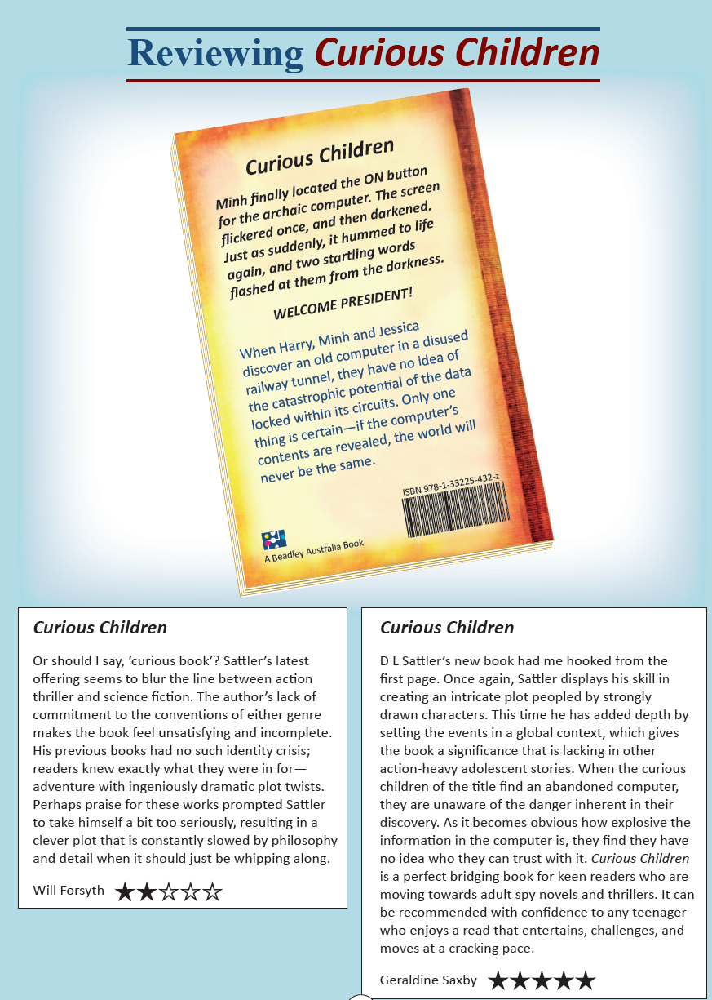 Reviewing Curious Children
Curious Children
Minh finally located the ON button
for the archaic computer. The screen
flickered once, and then darkened.
Just as suddenly, it hummed to life
again, and two startling words
flashed at them from the darkness.
WELCOME PRESIDENT!
When Harry, Minh and Jessica
discover an old computer in a disused
railway tunnel, they have no idea of
the catastrophic potential of the data
locked within its circuits. Only one
thing is certain—if the computer’s
contents are revealed, the world will
never be the same.
ISBN 978-1-33225-432-z
A Beadley Australia Book
Curious Children
Or should I say, ‘curious book’? Sattler’s latest
offering seems to blur the line between action
thriller and science fiction. The author’s lack of
commitment to the conventions of either genre
makes the book feel unsatisfying and incomplete.
His previous books had no such identity crisis;
readers knew exactly what they were in for—
adventure with ingeniously dramatic plot twists.
Perhaps praise for these works prompted Sattler
to take himself a bit too seriously, resulting in a
clever plot that is constantly slowed by philosophy
and detail when it should just be whipping along.
Will Forsyth
Curious Children
D L Sattler’s new book had me hooked from the
first page. Once again, Sattler displays his skill in
creating an intricate plot peopled by strongly
drawn characters. This time he has added depth by
setting the events in a global context, which gives
the book a significance that is lacking in other
action-heavy adolescent stories. When the curious
children of the title find an abandoned computer,
they are unaware of the danger inherent in their
discovery. As it becomes obvious how explosive the
information in the computer is, they find they have
no idea who they can trust with it. Curious Children
is a perfect bridging book for keen readers who are
moving towards adult spy novels and thrillers. It can
be recommended with confidence to any teenager
who enjoys a read that entertains, challenges, and
moves at a cracking pace.
Geraldine Saxby